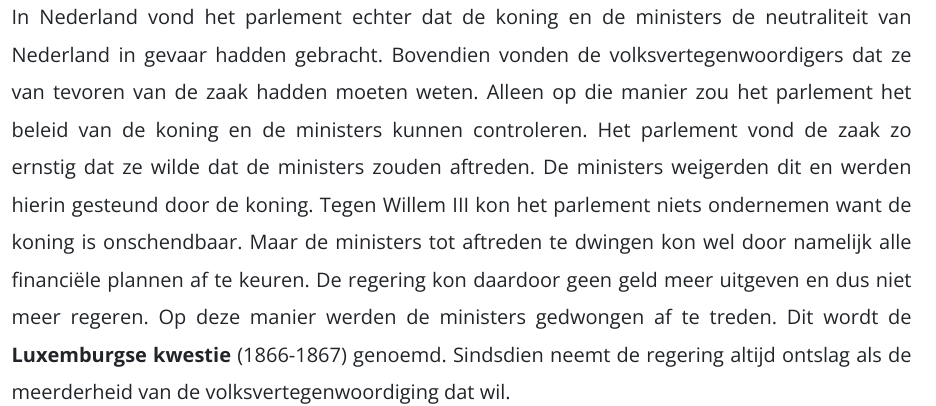 In Nederland vond het parlement echter dat de koning en de ministers de neutraliteit van
Nederland in gevaar hadden gebracht. Bovendien vonden de volksvertegenwoordigers dat ze
van tevoren van de zaak hadden moeten weten. Alleen op die manier zou het parlement het
beleid van de koning en de ministers kunnen controleren. Het parlement vond de zaak zo
ernstig dat ze wilde dat de ministers zouden aftreden. De ministers weigerden dit en werden
hierin gesteund door de koning. Tegen Willem III kon het parlement niets ondernemen want de
koning is onschendbaar. Maar de ministers tot aftreden te dwingen kon wel door namelijk alle
financiële plannen af te keuren. De regering kon daardoor geen geld meer uitgeven en dus niet
meer regeren. Op deze manier werden de ministers gedwongen af te treden. Dit wordt de
Luxemburgse kwestie (1866-1867) genoemd. Sindsdien neemt de regering altijd ontslag als de
meerderheid van de volksvertegenwoordiging dat wil.